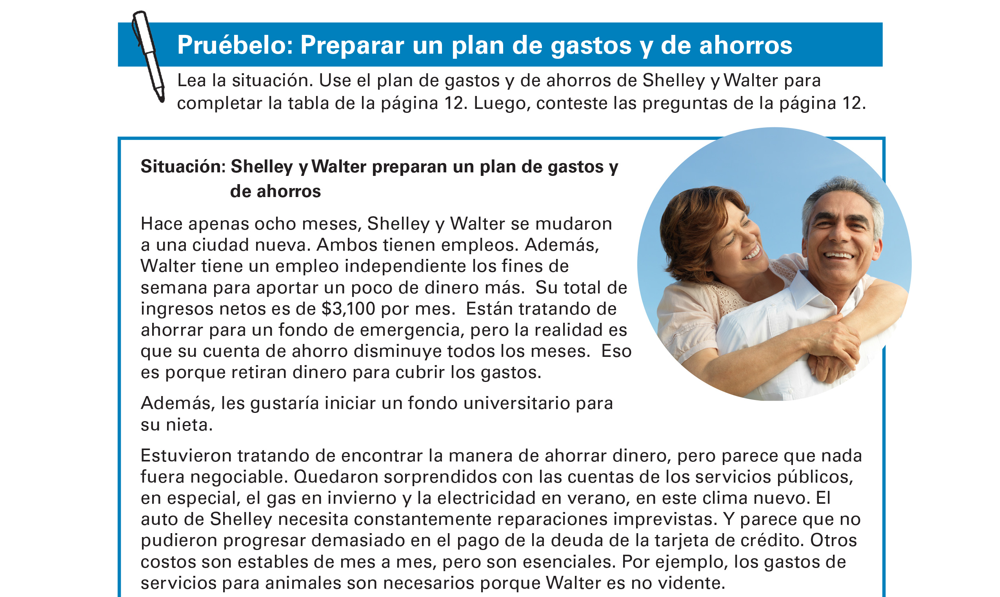 Pruébelo: Preparar un plan de gastos y de ahorros
Lea la situación. Use el plan de gastos y de ahorros de Shelley y Walter para
completar la tabla de la página 12. Luego, conteste las preguntas de la página 12.
Situación: Shelley y Walter preparan un plan de gastos y
de ahorros
Hace apenas ocho meses, Shelley y Walter se mudaron
a una ciudad nueva. Ambos tienen empleos. Además,
Walter tiene un empleo independiente los fines de
semana para aportar un poco de dinero más. Su total de
ingresos netos es de $3,100 por mes. Están tratando de
ahorrar para un fondo de emergencia, pero la realidad es
que su cuenta de ahorro disminuye todos los meses. Eso
es porque retiran dinero para cubrir los gastos.
Además, les gustaría iniciar un fondo universitario para
su nieta.
Estuvieron tratando de encontrar la manera de ahorrar dinero, pero parece que nada
fuera negociable. Quedaron sorprendidos con las cuentas de los servicios públicos,
en especial, el gas en invierno y la electricidad en verano, en este clima nuevo. El
auto de Shelley necesita constantemente reparaciones imprevistas. Y parece que no
pudieron progresar demasiado en el pago de la deuda de la tarjeta de crédito. Otros
costos son estables de mes a mes, pero son esenciales. Por ejemplo, los gastos de
servicios para animales son necesarios porque Walter es no vidente.